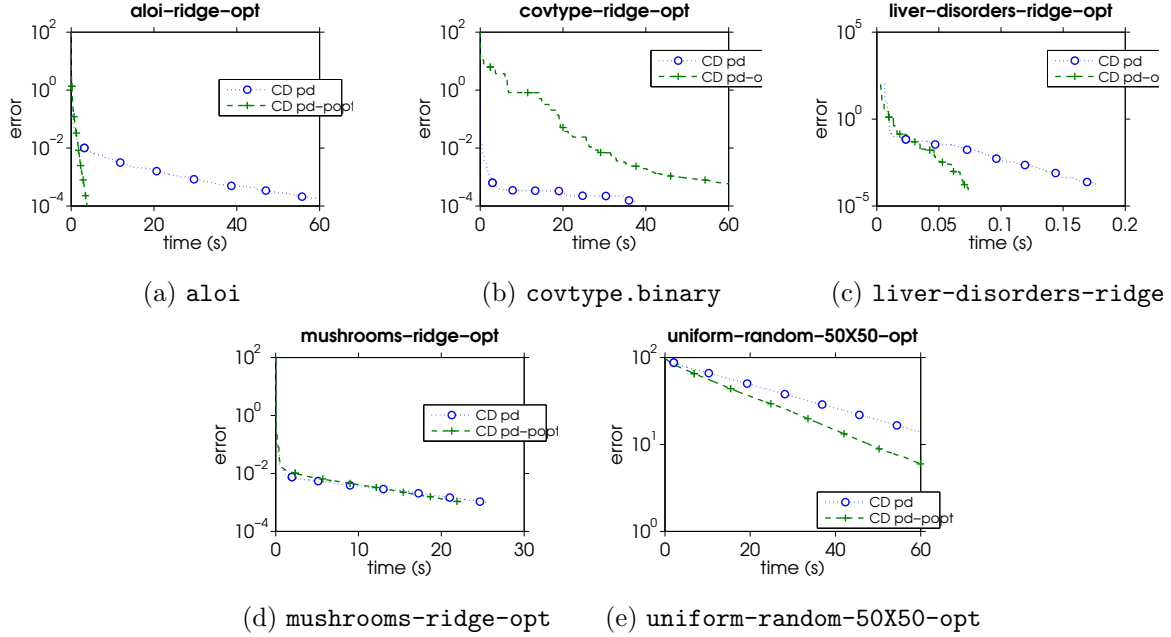 aloi-ridge-opt
10^2
10^0
10^-2
10^-4
error
0 20 40 60
time (s)
CD pd
CD pd-popt
(a) aloi
covtype-ridge-opt
10^2
10^0
10^-2
10^-4
error
0 20 40 60
time (s)
CD pd
CD pd-o
(b) covtype.binary
liver-disorders-ridge-opt
10^5
10^0
10^-5
error
0 0.05 0.1 0.15 0.2
time (s)
CD pd
CD pd-o
(c) liver-disorders-ridge
mushrooms-ridge-opt
10^2
10^0
10^-2
10^-4
error
0 10 20 30
time (s)
CD pd
CD pd-popt
(d) mushrooms-ridge-opt
uniform-random-50X50-opt
10^2
10^1
10^0
error
0 20 40 60
time (s)
CD pd
CD pd-popt
(e) uniform-random-50X50-opt